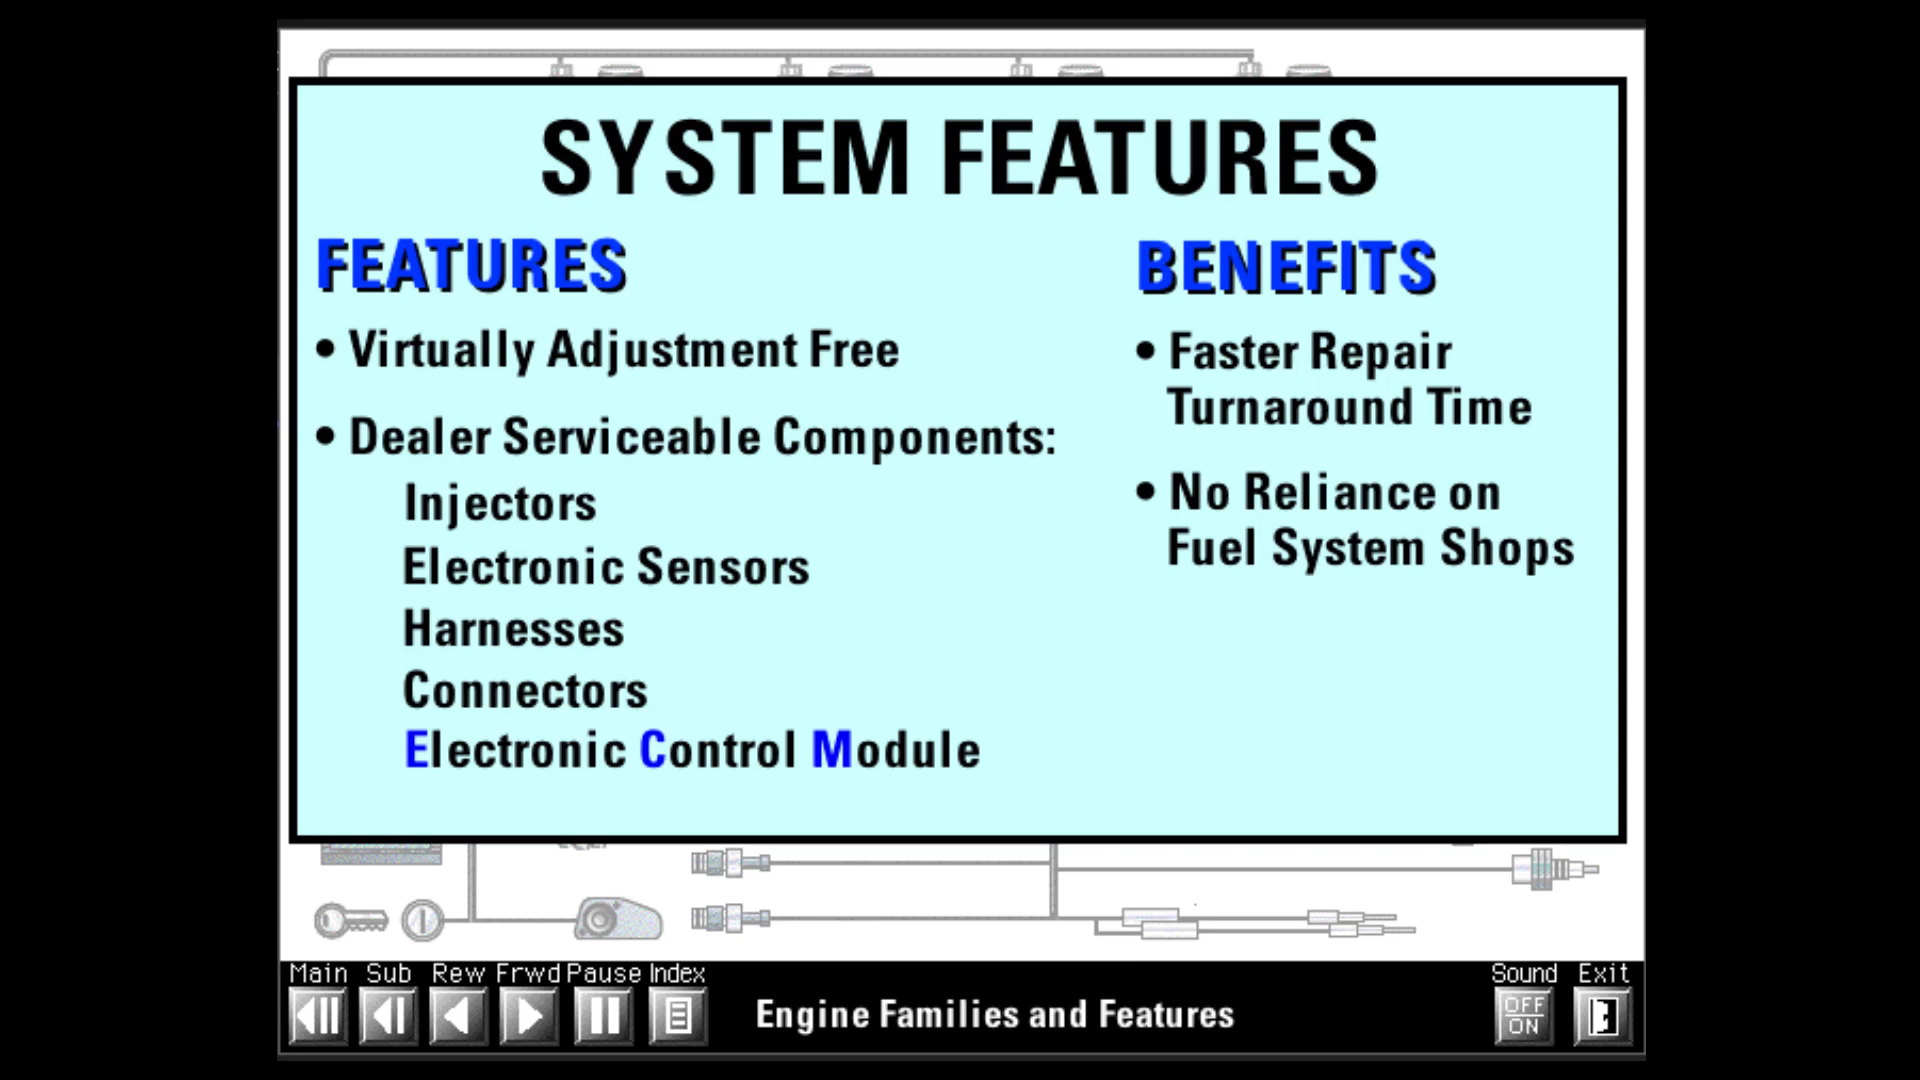 SYSTEM FEATURES
FEATURES
• Virtually Adjustment Free
• Dealer Serviceable Components:
Injectors
Electronic Sensors
Harnesses
Connectors
Electronic Control Module
BENEFITS
• Faster Repair
Turnaround Time
• No Reliance on
Fuel System Shops
Main Sub Rew Frwd Pause Index
Engine Families and Features
Sound Exit
OFF
ON